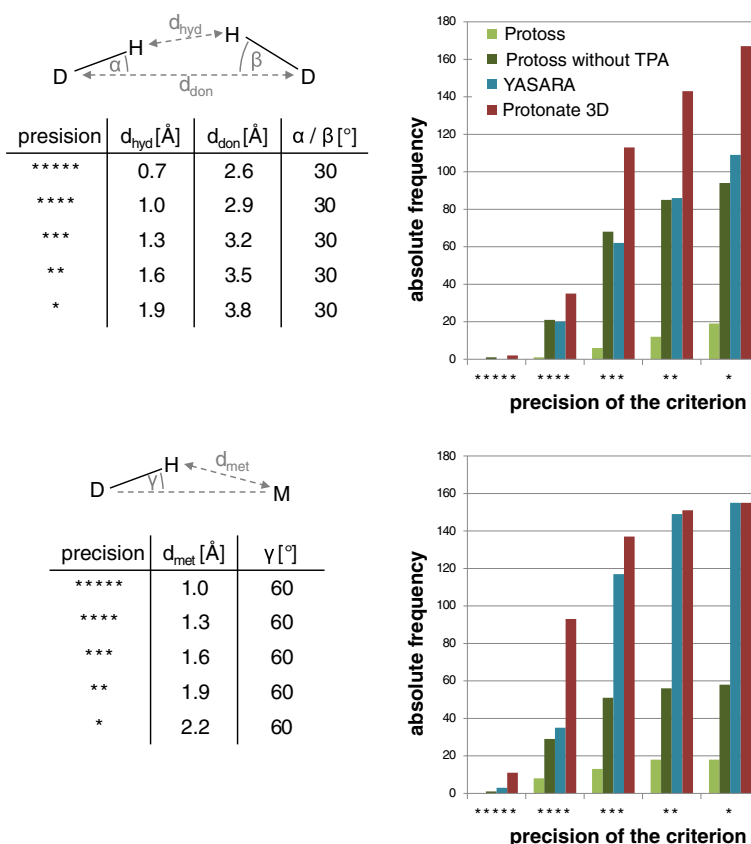 d_hyd
H H
α β
D D
d_don
presision d_hyd [Å] d_don [Å] α / β [°]
***** 0.7 2.6 30
**** 1.0 2.9 30
*** 1.3 3.2 30
** 1.6 3.5 30
* 1.9 3.8 30
180
160
140
120
100
80
60
40
20
0
absolute frequency
Protoss
Protoss without TPA
YASARA
Protonate 3D
***** **** *** ** *
precision of the criterion
d_met
H
γ
D M
precision d_met [Å] γ [°]
***** 1.0 60
**** 1.3 60
*** 1.6 60
** 1.9 60
* 2.2 60
180
160
140
120
100
80
60
40
20
0
absolute frequency
***** **** *** ** *
precision of the criterion